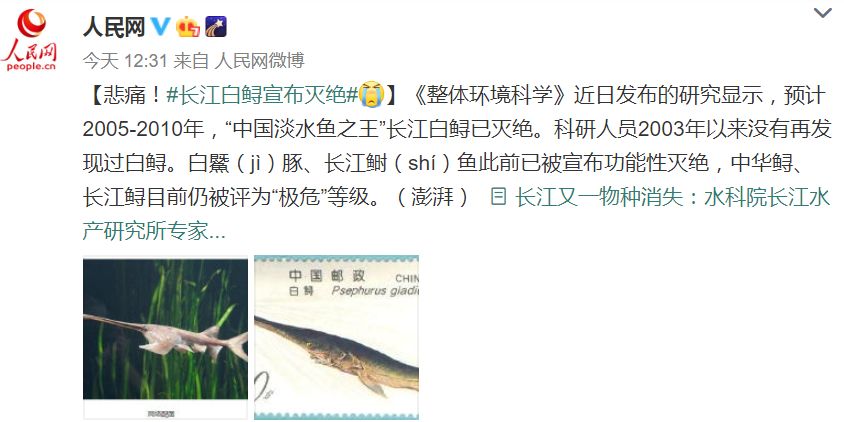 人民网
people.cn
人民网
今天 12:31 来自 人民网微博
【悲痛！#长江白鲟宣布灭绝#】《整体环境科学》近日发布的研究显示，预计
2005-2010年，“中国淡水鱼之王”长江白鲟已灭绝。科研人员2003年以来没有再发
现过白鲟。白鱀（jì）豚、长江鲥（shí）鱼此前已被宣布功能性灭绝，中华鲟、
长江鲟目前仍被评为“极危”等级。（澎湃） 长江又一物种消失：水科院长江水
产研究所专家...
中国邮政 CHIN
白鲟 Psephurus gladiu
网络配图